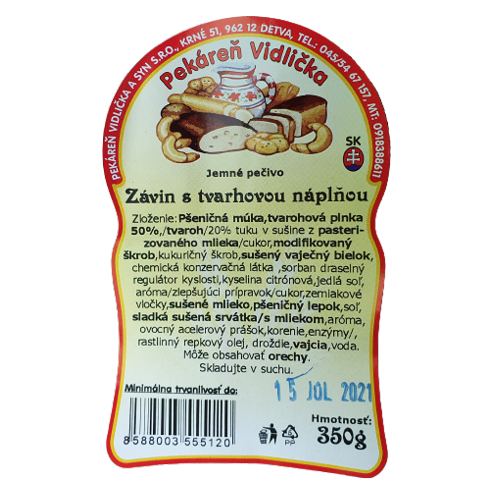 PEKÁREŇ VIDLIČKA A SYN S.R.O., KRNÉ 51, 962 12 DETVA, TEL.: 045/54 67 157, MT: 0918388611
Pekáreň Vidlička
SK
Jemné pečivo
Závin s tvarhovou náplňou
Zloženie: Pšeničná múka, tvarohová plnka
50%,/tvaroh/20% tuku v sušine z pasteri-
zovaného mlieka/cukor, modifikovaný
škrob, kukuričný škrob, sušený vaječný bielok,
chemická konzervačná látka ,sorban draselný
regulátor kyslosti, kyselina citrónová, jedlá soľ,
aróma/zlepšujúci prípravok/cukor, zemiakové
vločky, sušené mlieko, pšeničný lepok, soľ,
sladká sušená srvátka/s mliekom, aróma,
ovocný acelerový prášok, korenie, enzýmy/,
rastlinný repkový olej, droždie, vajcia, voda.
Môže obsahovať orechy.
Skladujte v suchu.
Minimálna trvanlivosť do:
15 JÚL 2021
Hmotnosť:
350g
8588003 555120
PP